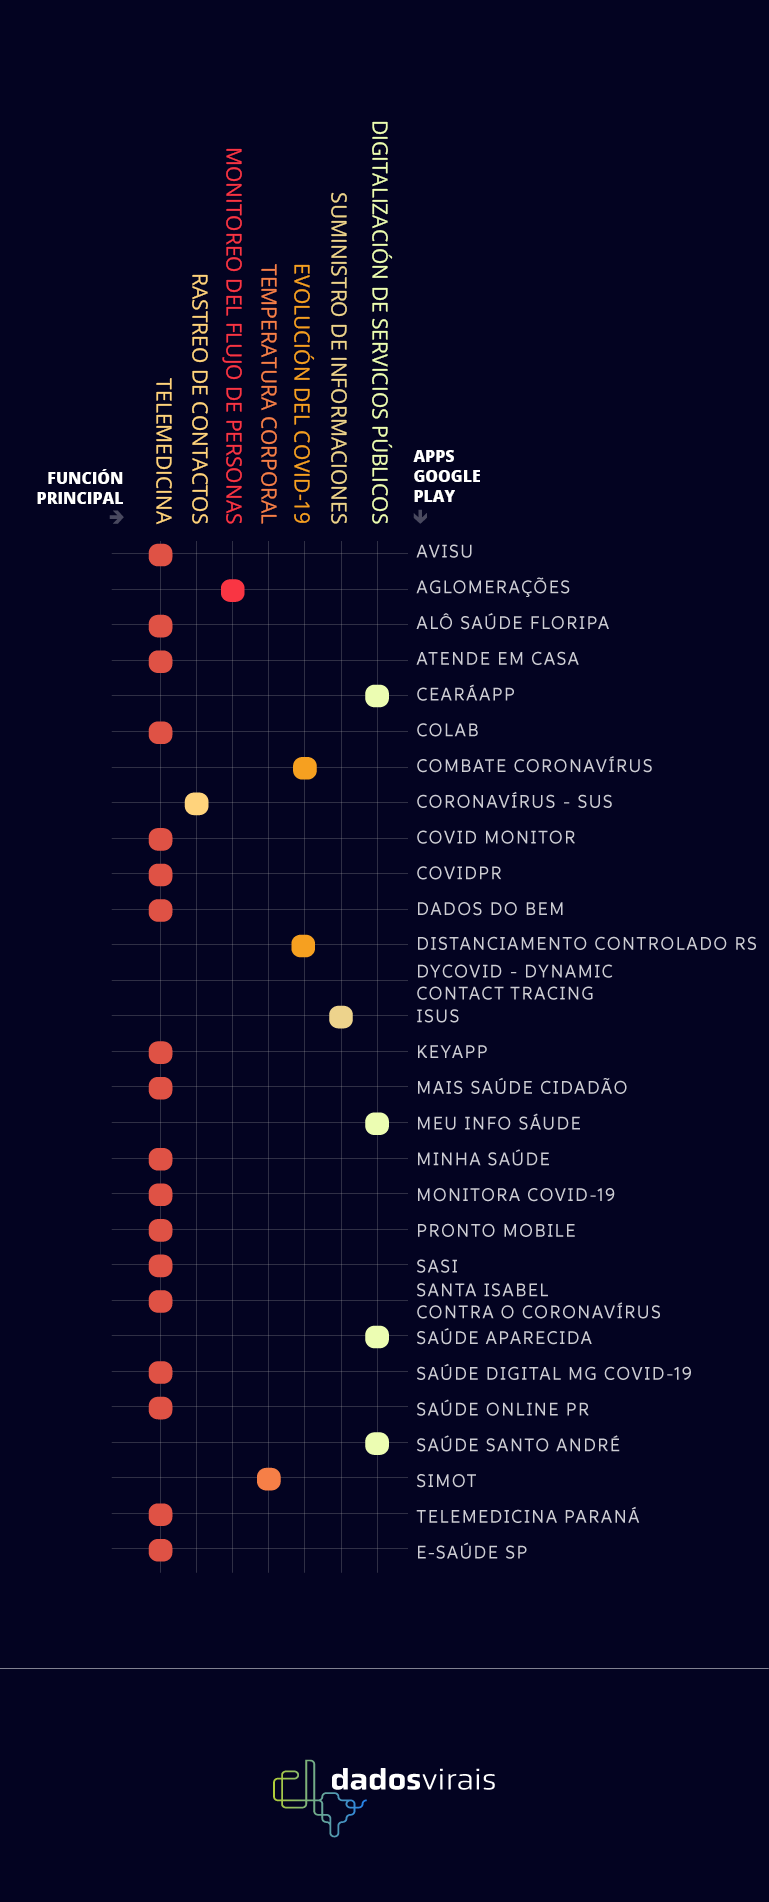 DIGITALIZACIÓN DE SERVICIOS PÚBLICOS
SUMINISTRO DE INFORMACIONES
EVOLUCIÓN DEL COVID-19
TEMPERATURA CORPORAL
MONITOREO DEL FLUJO DE PERSONAS
RASTREO DE CONTACTOS
TELEMEDICINA
FUNCIÓN
PRINCIPAL
APPS
GOOGLE
PLAY
AVISU
AGLOMERAÇÕES
ALÔ SAÚDE FLORIPA
ATENDE EM CASA
CEARÁAPP
COLAB
COMBATE CORONAVÍRUS
CORONAVÍRUS - SUS
COVID MONITOR
COVIDPR
DADOS DO BEM
DISTANCIAMENTO CONTROLADO RS
DYCOVID - DYNAMIC
CONTACT TRACING
ISUS
KEYAPP
MAIS SAÚDE CIDADÃO
MEU INFO SÁUDE
MINHA SAÚDE
MONITORA COVID-19
PRONTO MOBILE
SASI
SANTA ISABEL
CONTRA O CORONAVÍRUS
SAÚDE APARECIDA
SAÚDE DIGITAL MG COVID-19
SAÚDE ONLINE PR
SAÚDE SANTO ANDRÉ
SIMOT
TELEMEDICINA PARANÁ
E-SAÚDE SP
dadosvirais